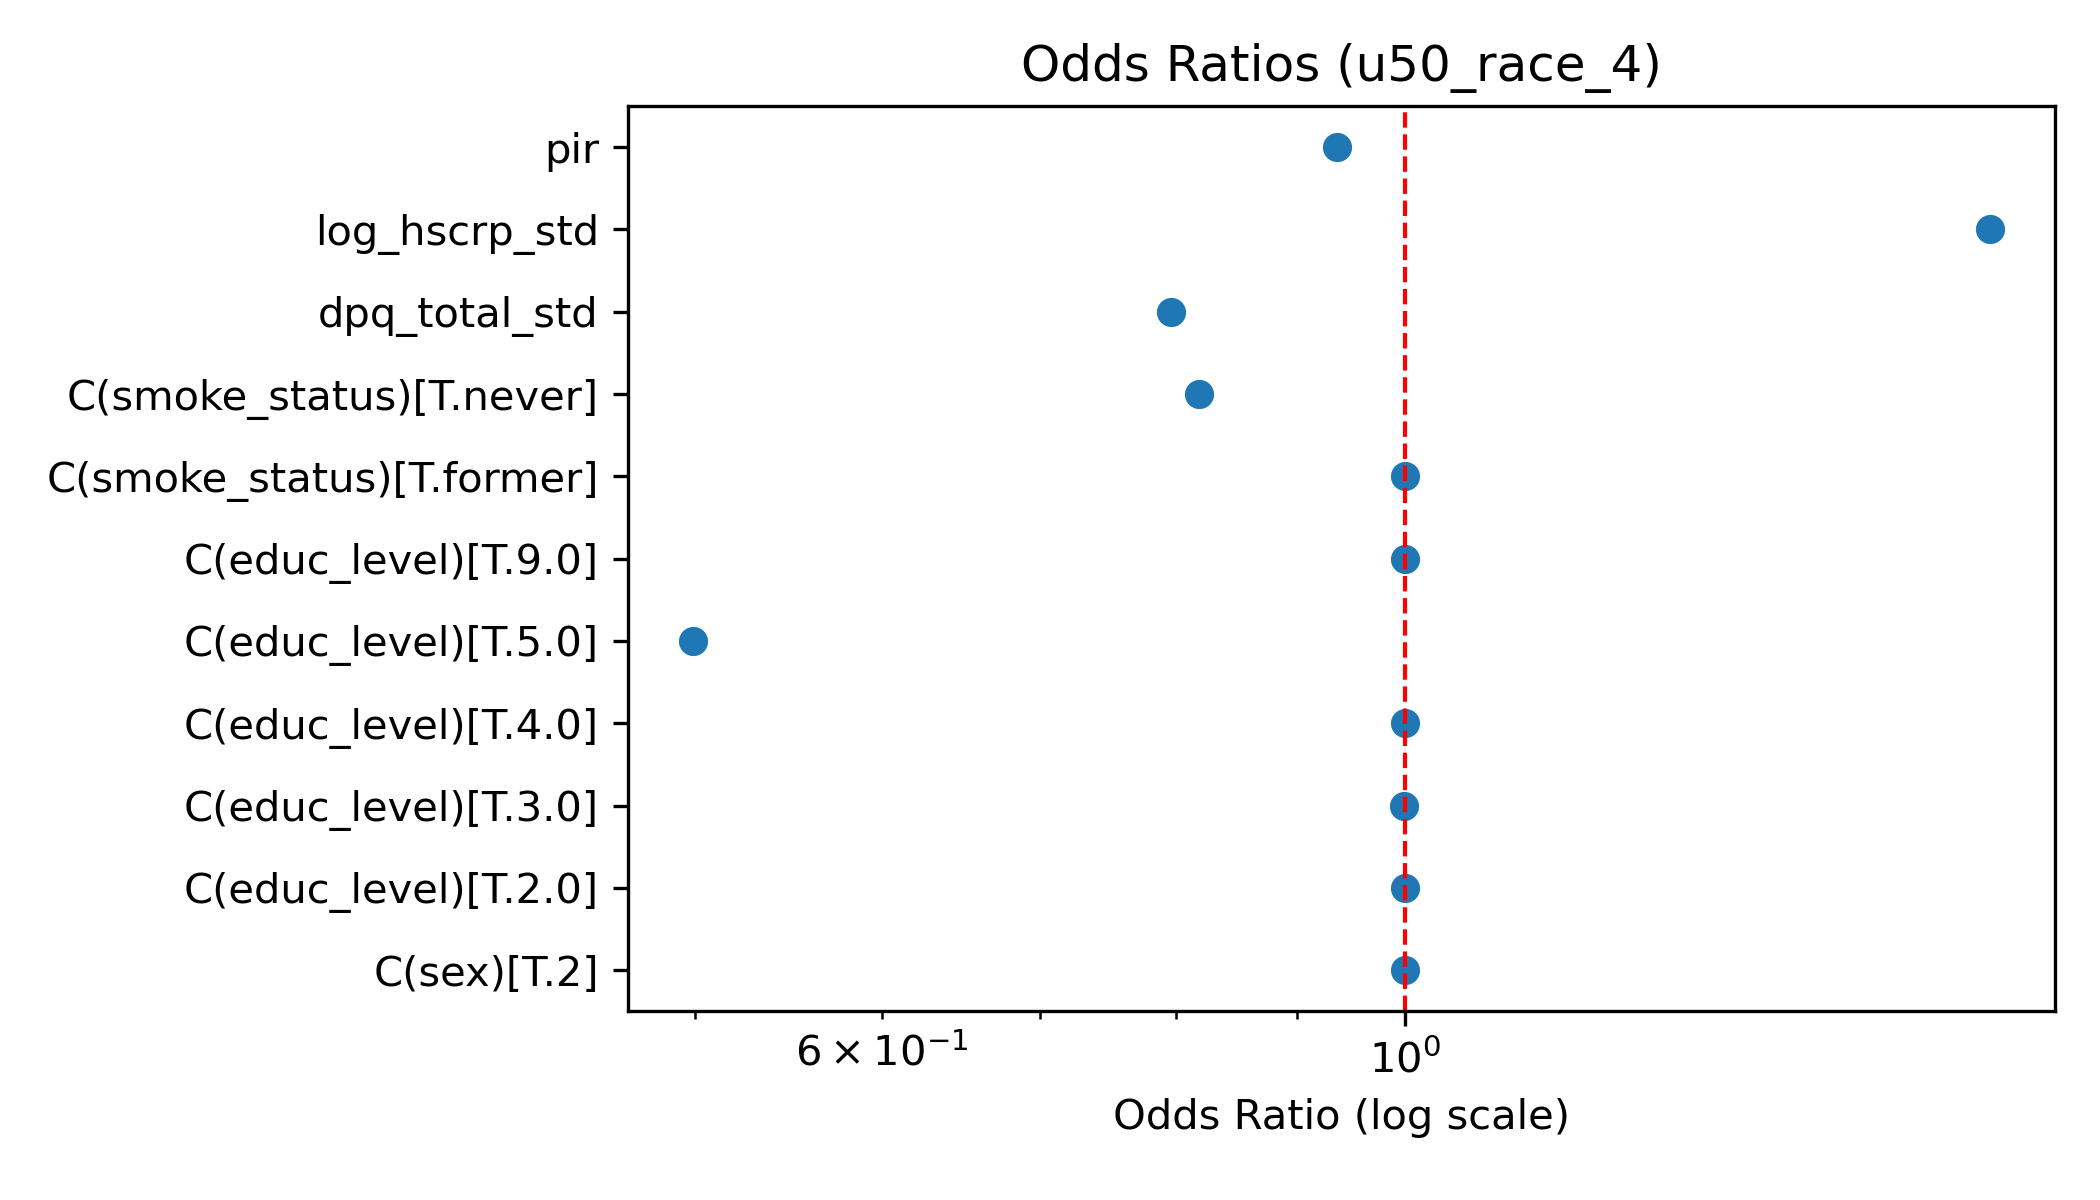 Odds Ratios (u50_race_4)
pir
log_hscrp_std
dpq_total_std
C(smoke_status)[T.never]
C(smoke_status)[T.former]
C(educ_level)[T.9.0]
C(educ_level)[T.5.0]
C(educ_level)[T.4.0]
C(educ_level)[T.3.0]
C(educ_level)[T.2.0]
C(sex)[T.2]
6 × 10⁻¹ 10⁰
Odds Ratio (log scale)